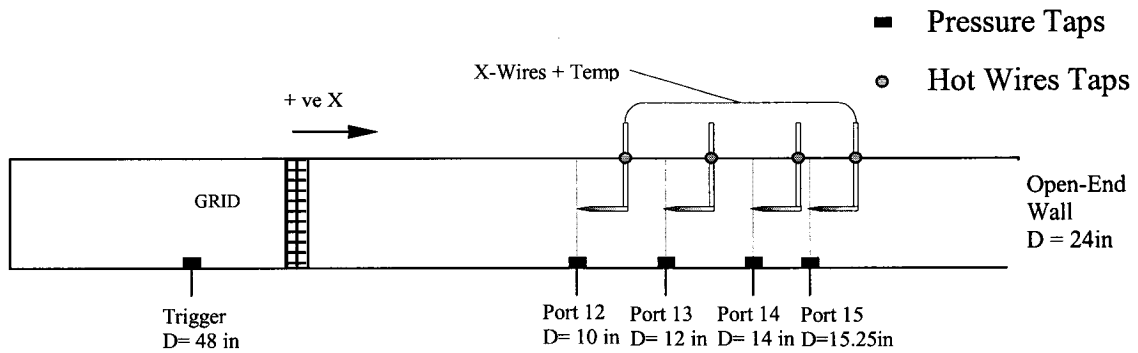 Pressure Taps
X-Wires + Temp
Hot Wires Taps
+ ve X
GRID
Open-End
Wall
D = 24in
Trigger
D= 48 in
Port 12
D= 10 in
Port 13
D= 12 in
Port 14
D= 14 in
Port 15
D=15.25in